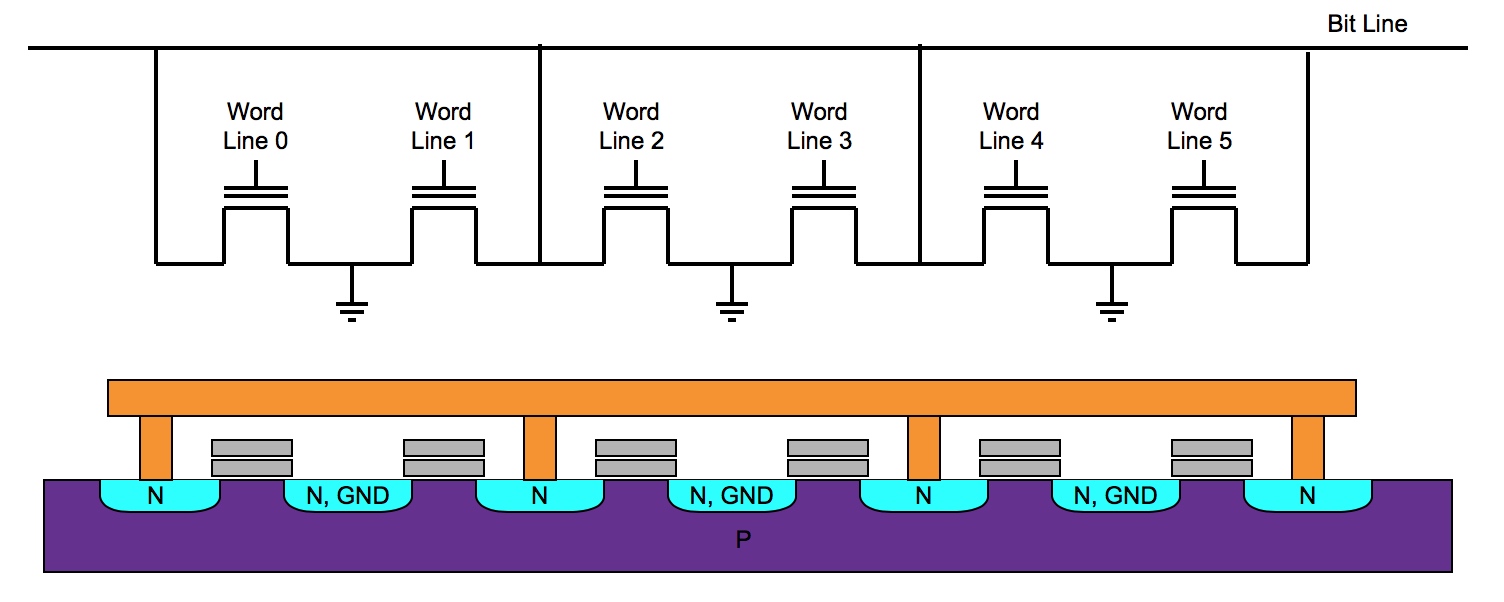 Bit Line
Word
Line 0
Word
Line 1
Word
Line 2
Word
Line 3
Word
Line 4
Word
Line 5
N
N, GND
N
N, GND
N
N, GND
N
P